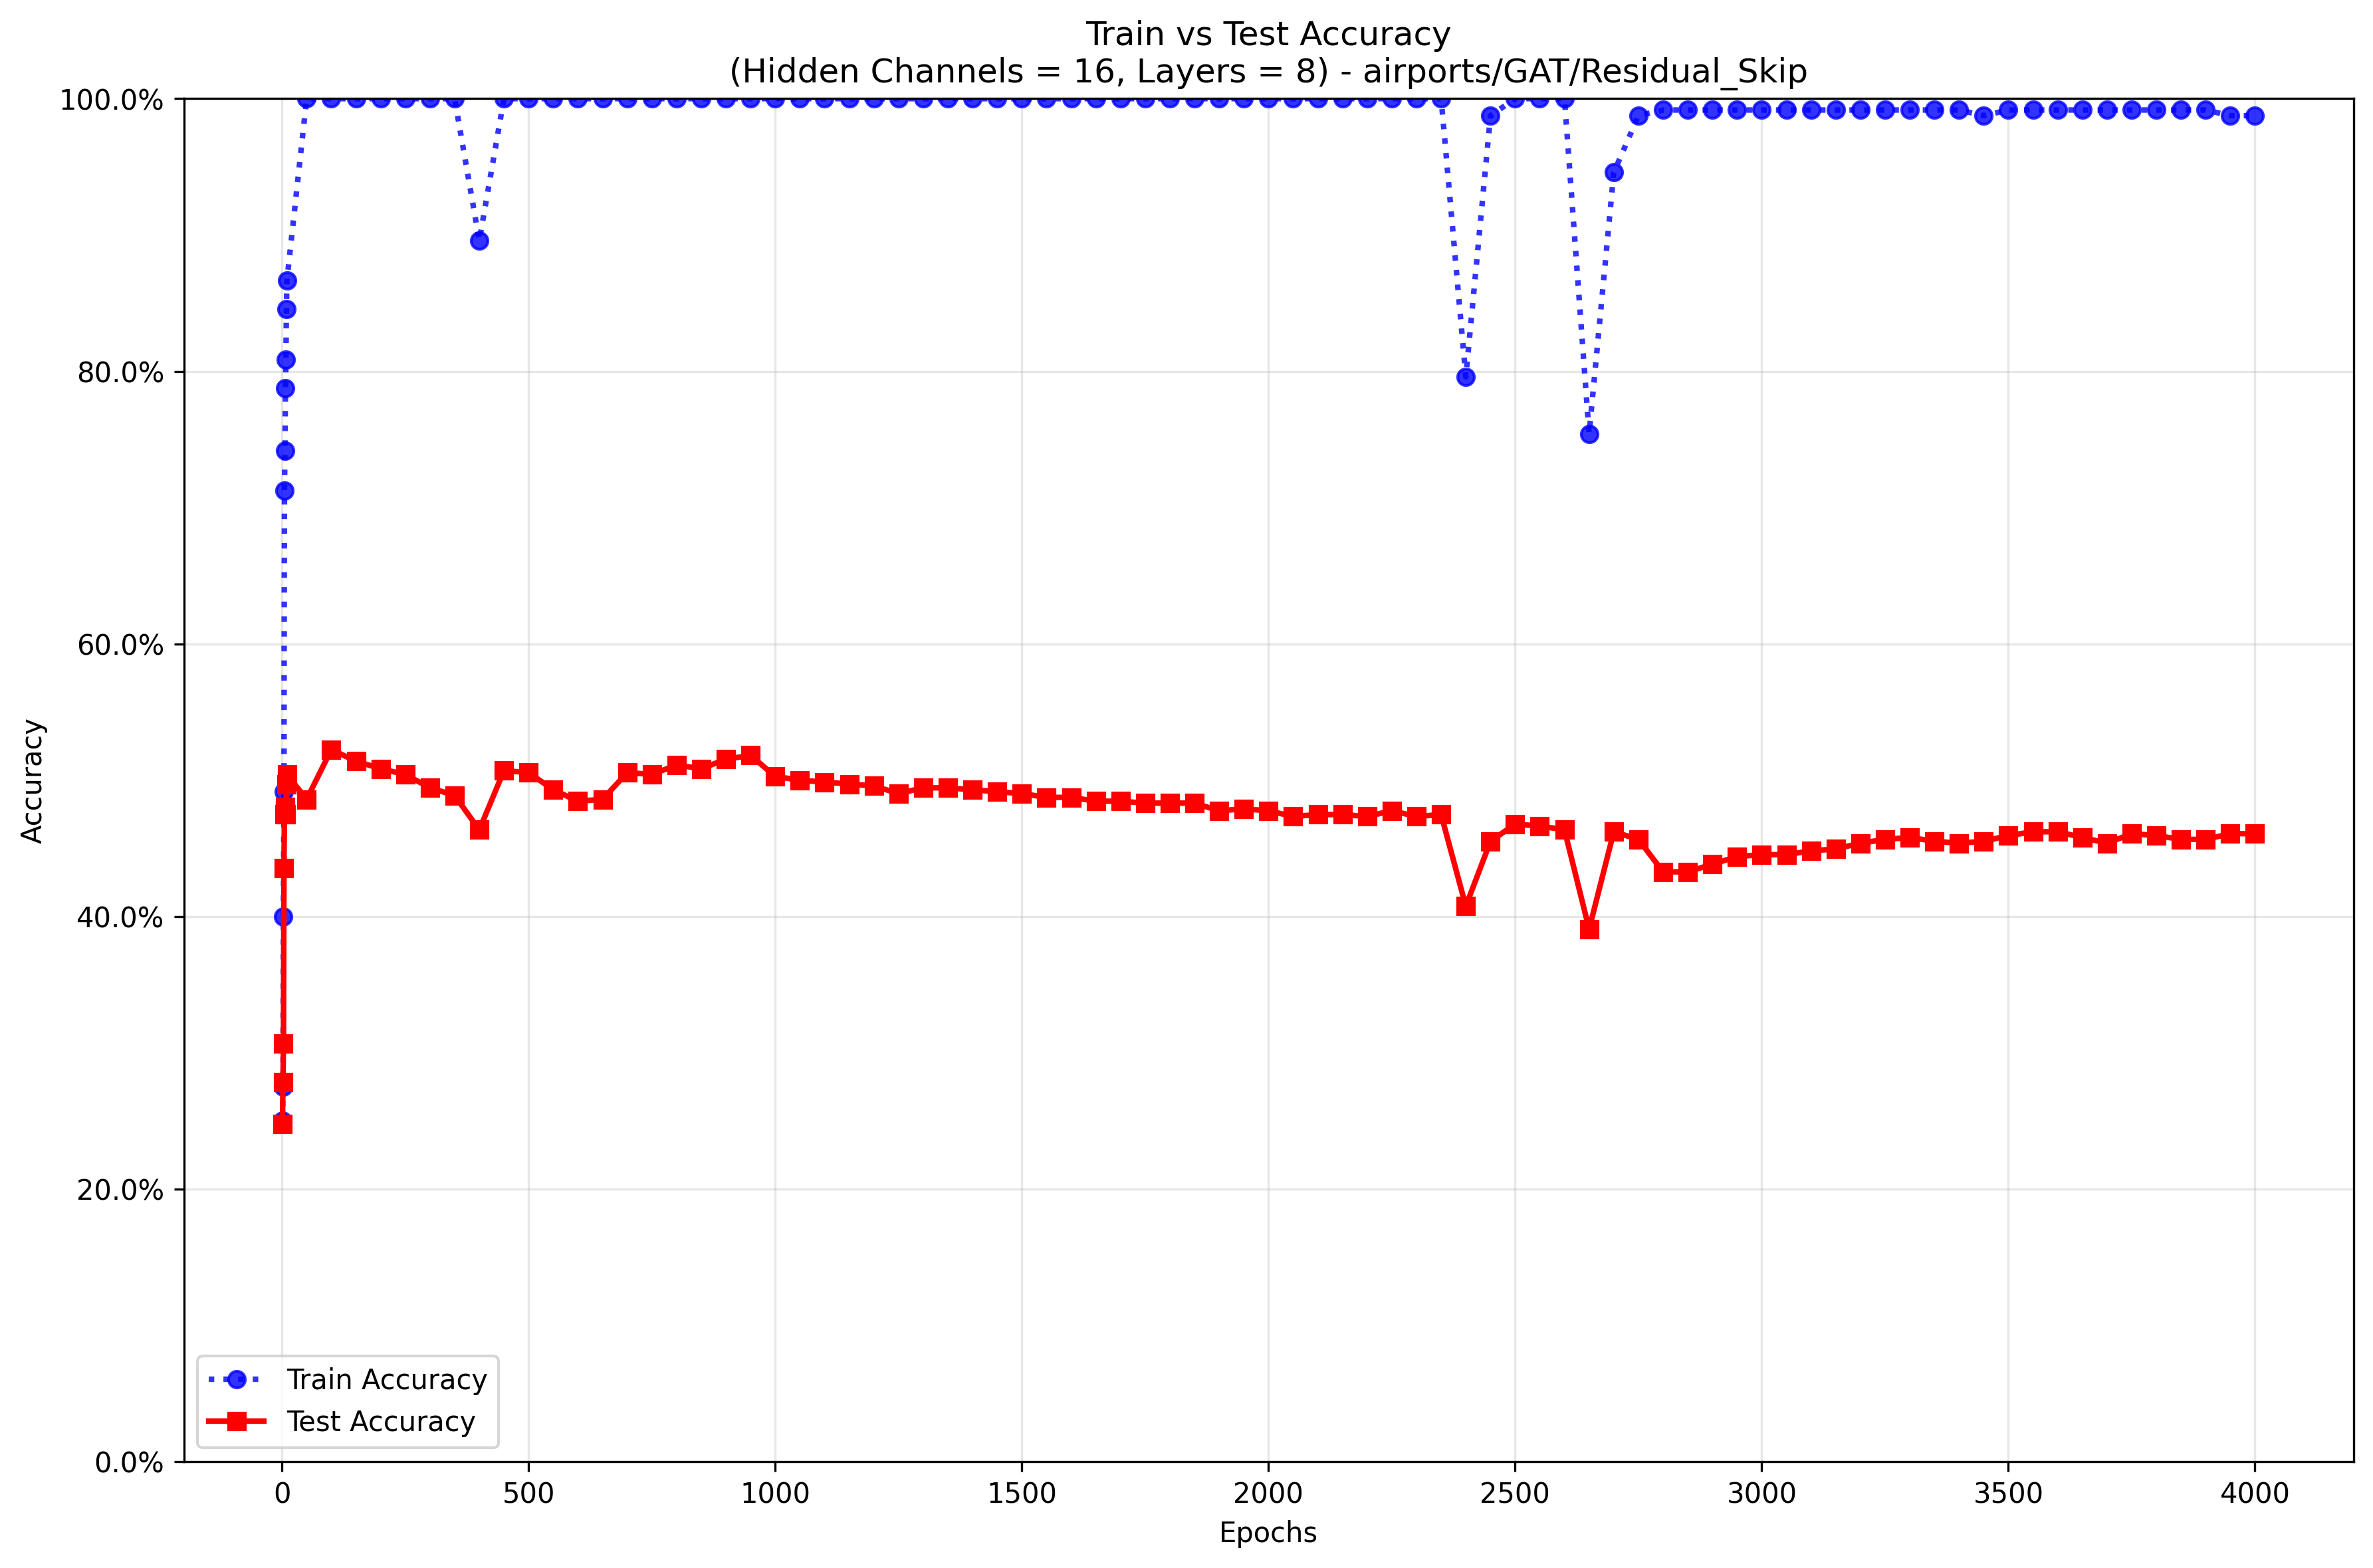 Train vs Test Accuracy
(Hidden Channels = 16, Layers = 8) - airports/GAT/Residual_Skip
100.0%
80.0%
60.0%
40.0%
20.0%
0.0%
Accuracy
Train Accuracy
Test Accuracy
0 500 1000 1500 2000 2500 3000 3500 4000
Epochs